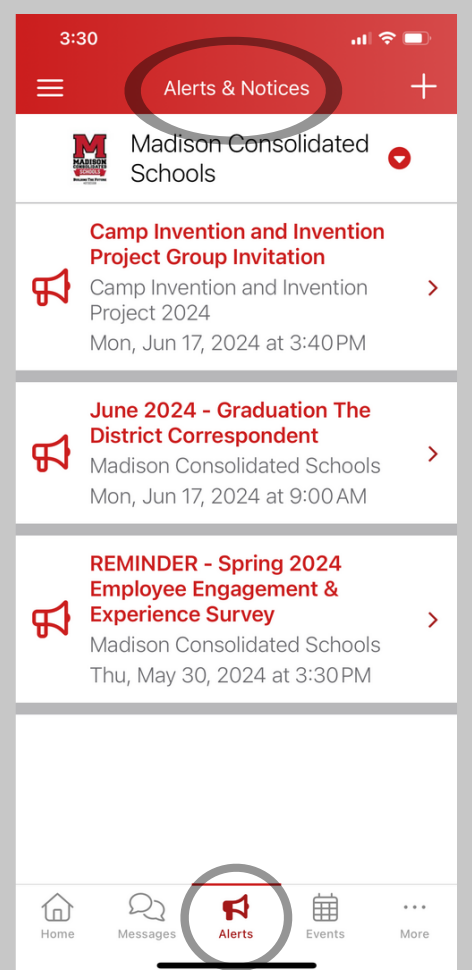 3:30
Alerts & Notices
M
MADISON
CONSOLIDATED
SCHOOLS
BUILDING THE FUTURE
Madison Consolidated
Schools
Camp Invention and Invention
Project Group Invitation
Camp Invention and Invention
Project 2024
Mon, Jun 17, 2024 at 3:40 PM
June 2024 - Graduation The
District Correspondent
Madison Consolidated Schools
Mon, Jun 17, 2024 at 9:00 AM
REMINDER - Spring 2024
Employee Engagement &
Experience Survey
Madison Consolidated Schools
Thu, May 30, 2024 at 3:30 PM
Home
Messages
Alerts
Events
More